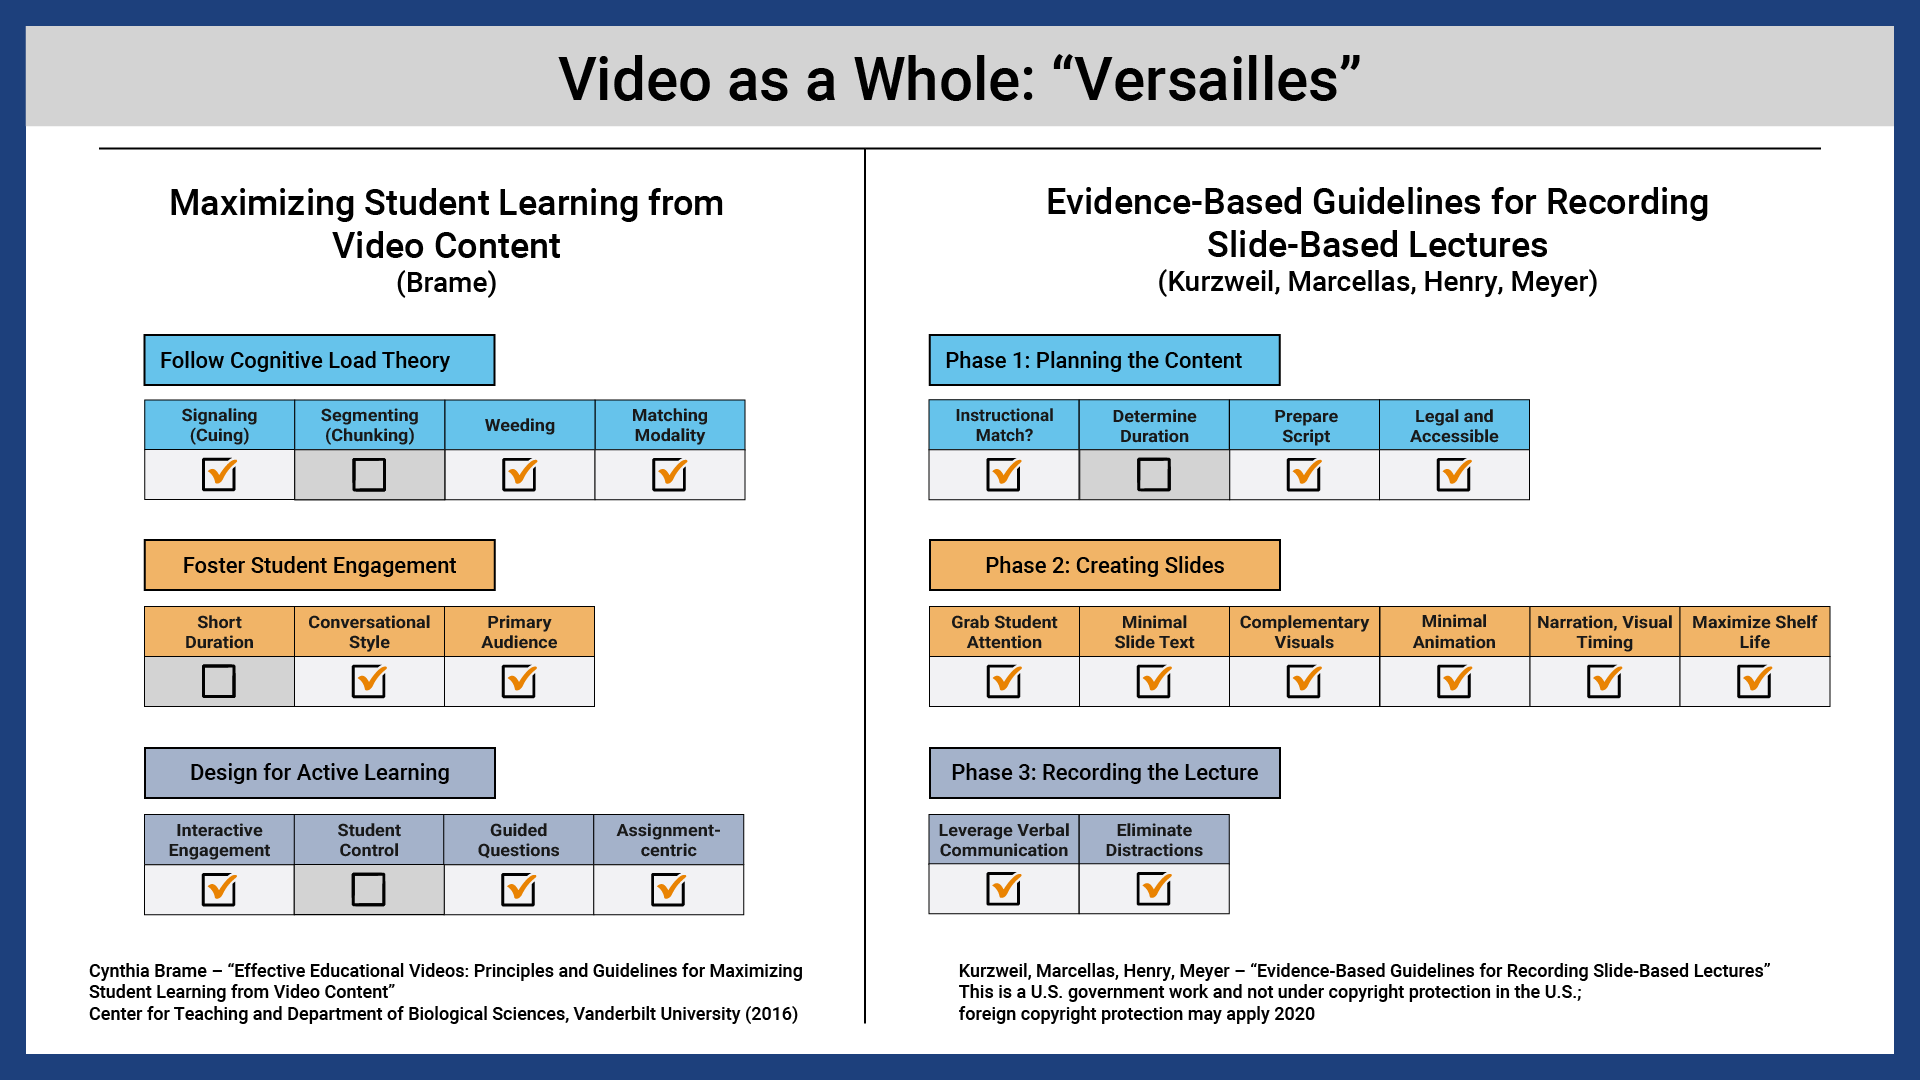 Video as a Whole: “Versailles”
Maximizing Student Learning from
Video Content
(Brame)
Follow Cognitive Load Theory
Signaling
(Cuing)
Segmenting
(Chunking)
Weeding
Matching
Modality
Foster Student Engagement
Short
Duration
Conversational
Style
Primary
Audience
Design for Active Learning
Interactive
Engagement
Student
Control
Guided
Questions
Assignment-
centric
Cynthia Brame – “Effective Educational Videos: Principles and Guidelines for Maximizing
Student Learning from Video Content”
Center for Teaching and Department of Biological Sciences, Vanderbilt University (2016)
Evidence-Based Guidelines for Recording
Slide-Based Lectures
(Kurzweil, Marcellas, Henry, Meyer)
Phase 1: Planning the Content
Instructional
Match?
Determine
Duration
Prepare
Script
Legal and
Accessible
Phase 2: Creating Slides
Grab Student
Attention
Minimal
Slide Text
Complementary
Visuals
Minimal
Animation
Narration, Visual
Timing
Maximize Shelf
Life
Phase 3: Recording the Lecture
Leverage Verbal
Communication
Eliminate
Distractions
Kurzweil, Marcellas, Henry, Meyer – “Evidence-Based Guidelines for Recording Slide-Based Lectures”
This is a U.S. government work and not under copyright protection in the U.S.;
foreign copyright protection may apply 2020